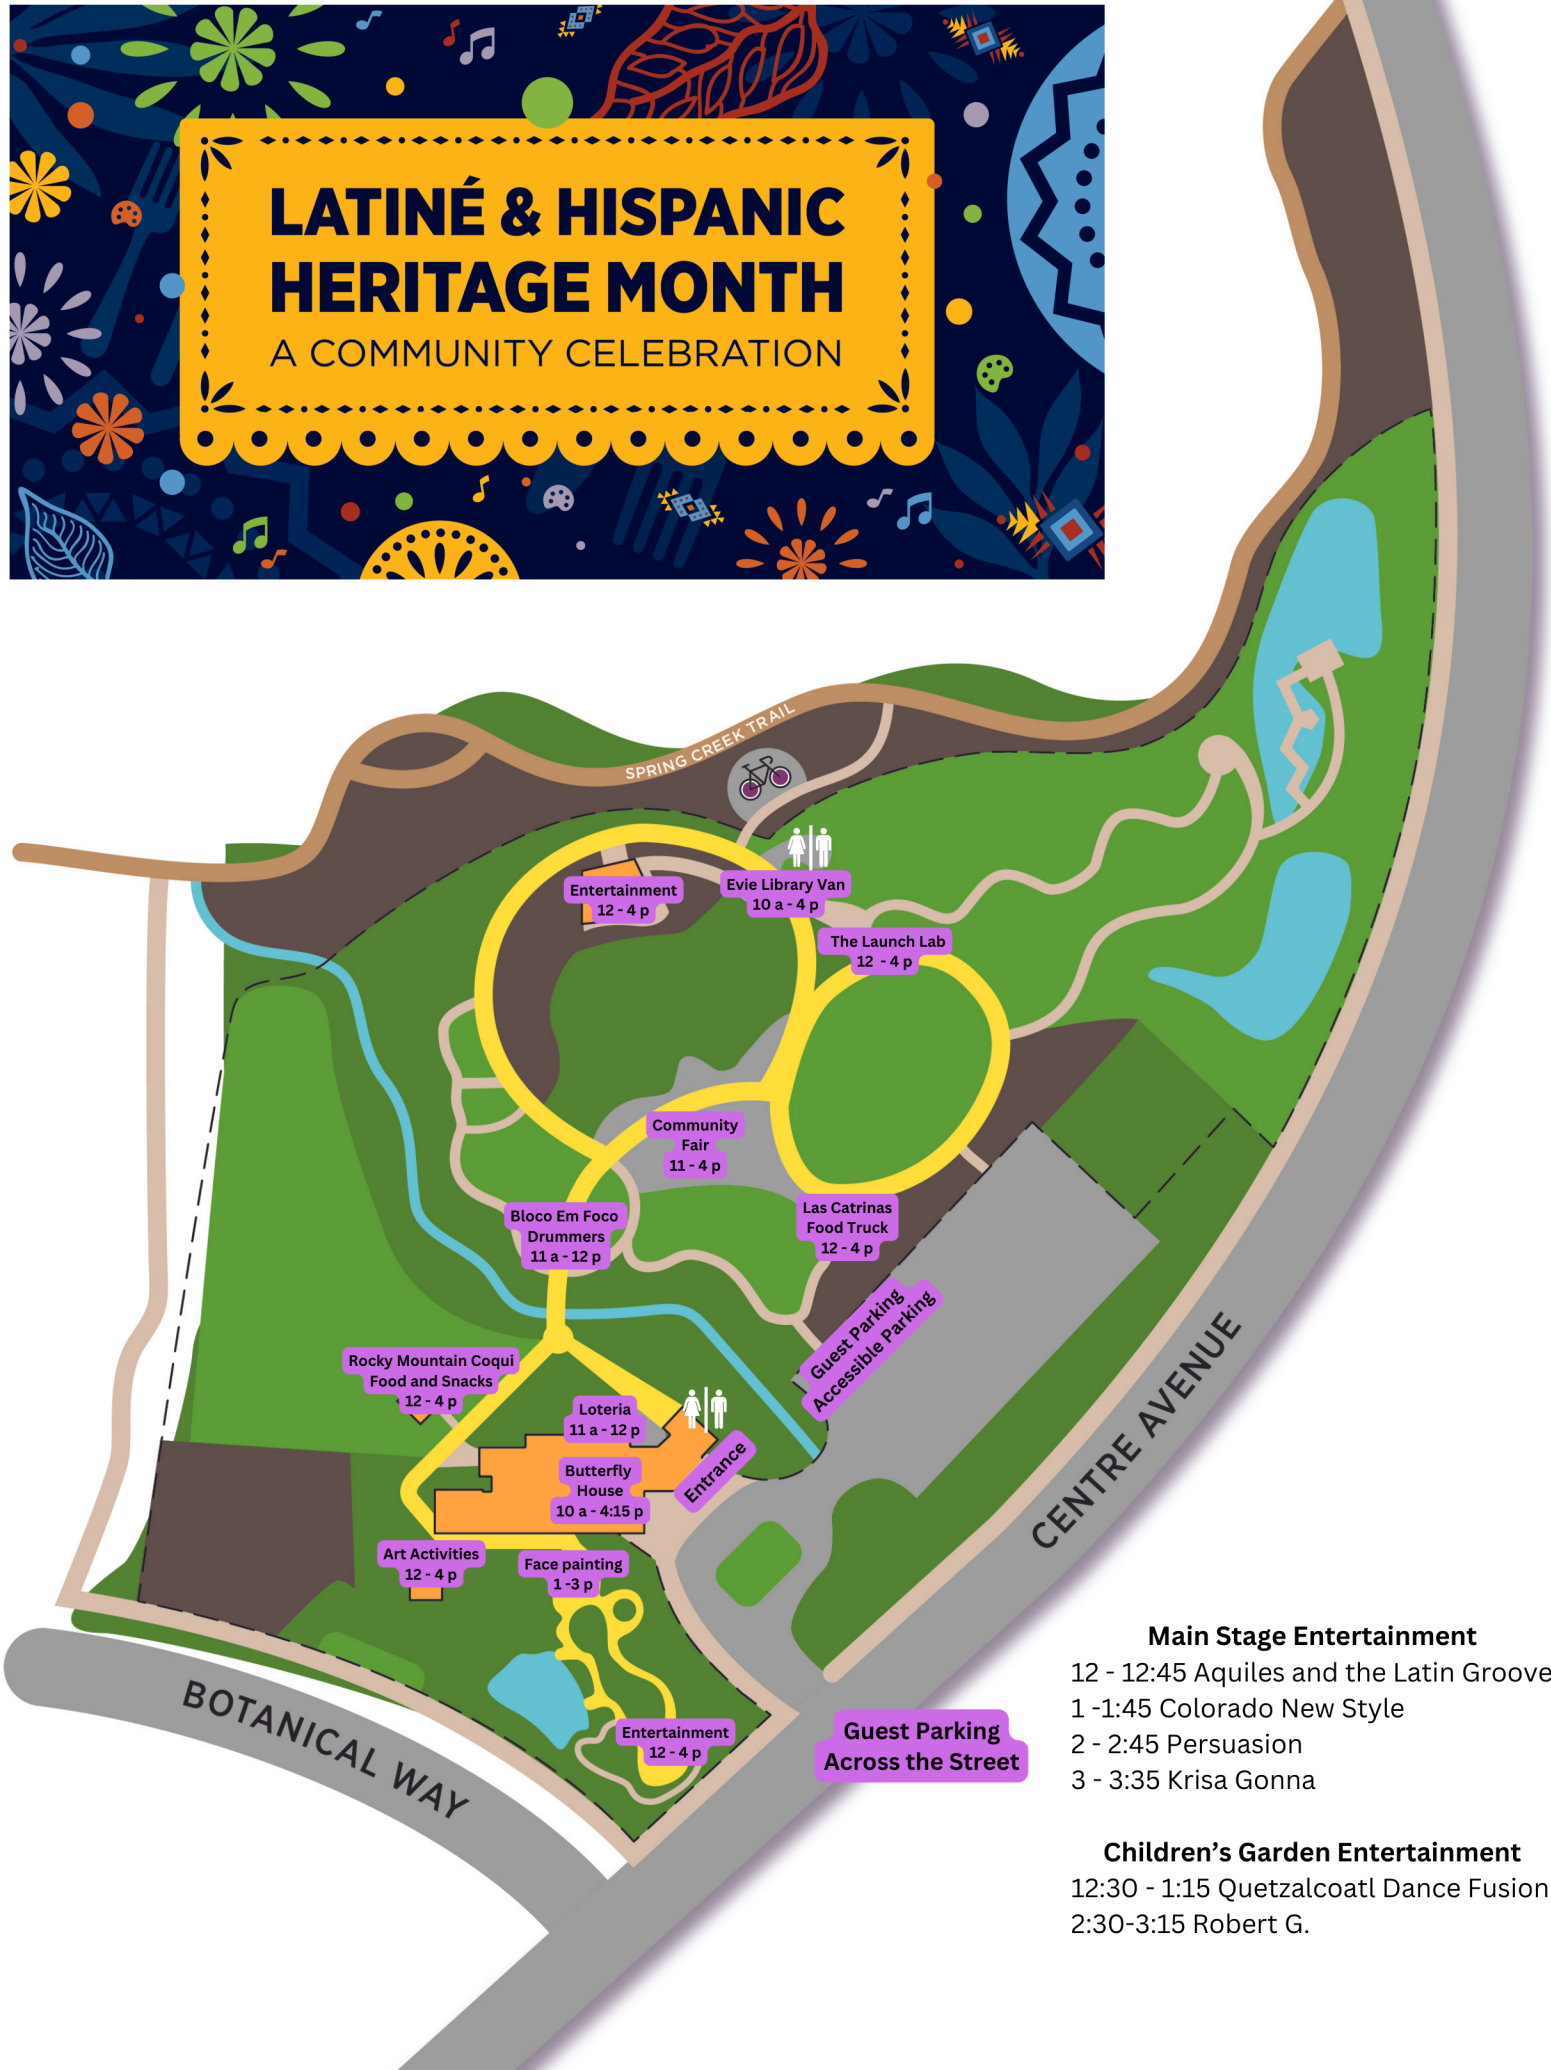 LATINÉ & HISPANIC
HERITAGE MONTH
A COMMUNITY CELEBRATION
SPRING CREEK TRAIL
Entertainment
12 - 4 p
Evie Library Van
10 a - 4 p
The Launch Lab
12 - 4 p
Community
Fair
11 - 4 p
Bloco Em Foco
Drummers
11 a - 12 p
Las Catrinas
Food Truck
12 - 4 p
Guest Parking
Accessible Parking
Rocky Mountain Coqui
Food and Snacks
12 - 4 p
Loteria
11 a - 12 p
Butterfly
House
10 a - 4:15 p
Entrance
CENTRE AVENUE
Art Activities
12 - 4 p
Face painting
1 -3 p
Entertainment
12 - 4 p
BOTANICAL WAY
Guest Parking
Across the Street
Main Stage Entertainment
12 - 12:45 Aquiles and the Latin Groove
1 -1:45 Colorado New Style
2 - 2:45 Persuasion
3 - 3:35 Krisa Gonna
Children’s Garden Entertainment
12:30 - 1:15 Quetzalcoatl Dance Fusion
2:30-3:15 Robert G.